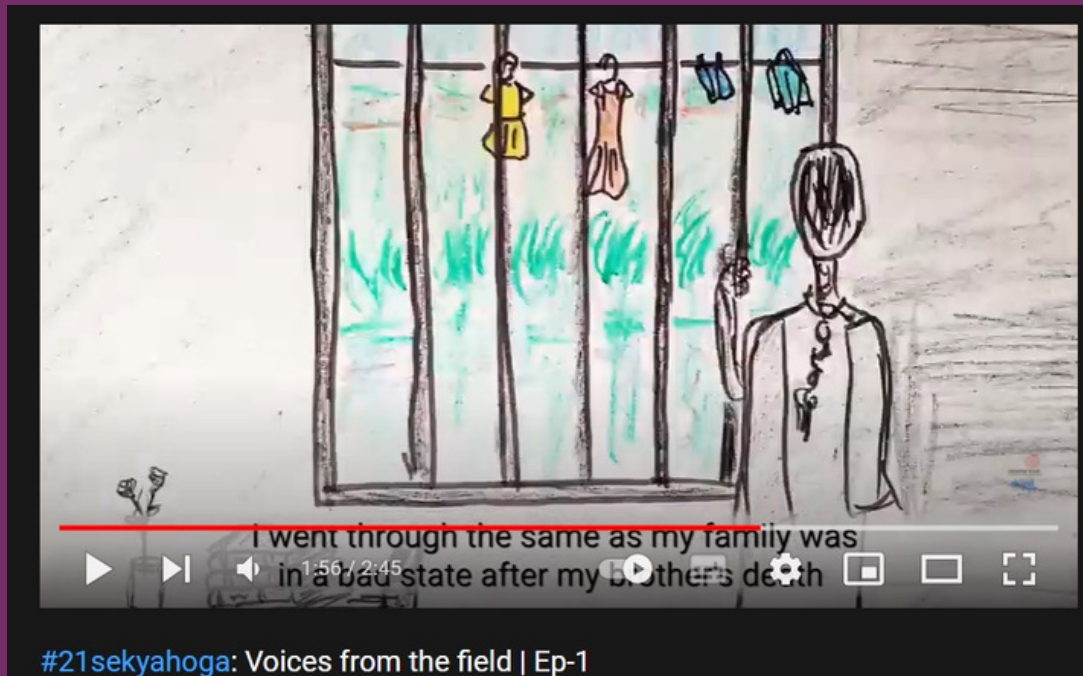 I went through the same as my family was
in a bad state after my brother's death
1:56 / 2:45
#21sekyahoga: Voices from the field | Ep-1